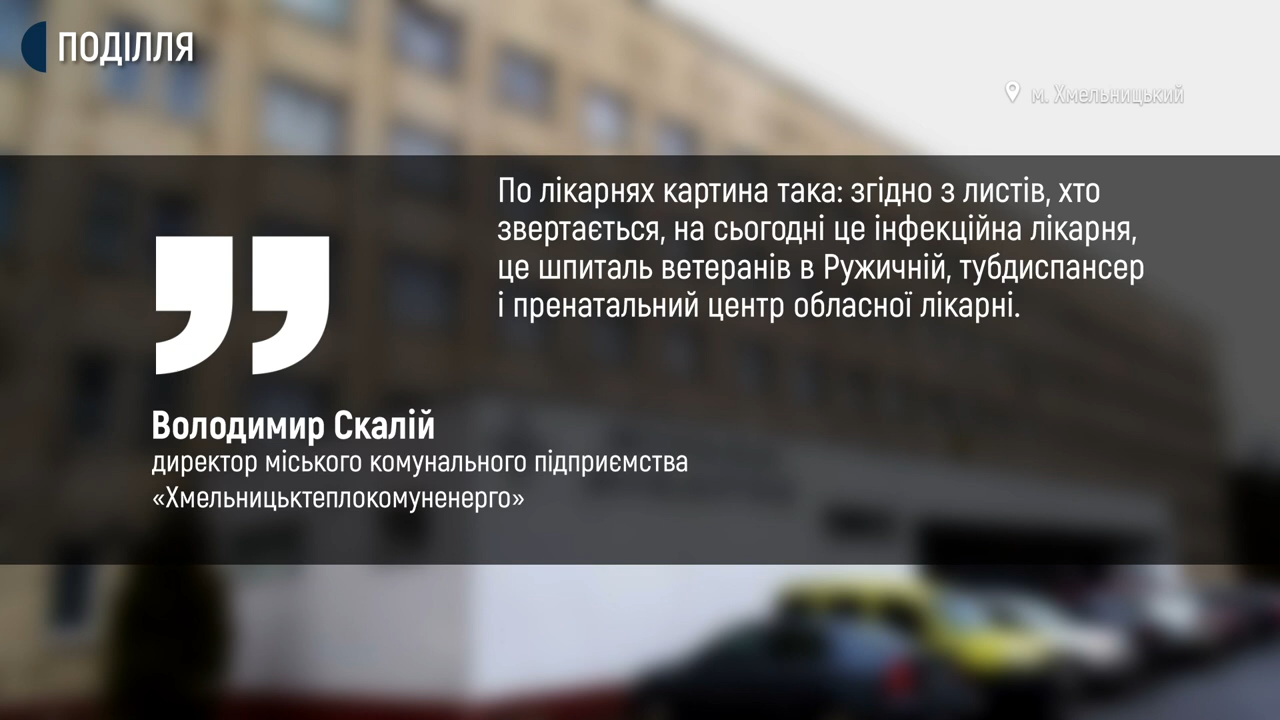 ПОДІЛЛЯ
м. Хмельницький
По лікарнях картина така: згідно з листів, хто
звертається, на сьогодні це інфекційна лікарня,
це шпиталь ветеранів в Ружичній, тубдиспансер
і пренатальний центр обласної лікарні.
Володимир Скалій
директор міського комунального підприємства
«Хмельницьктеплокомуненерго»